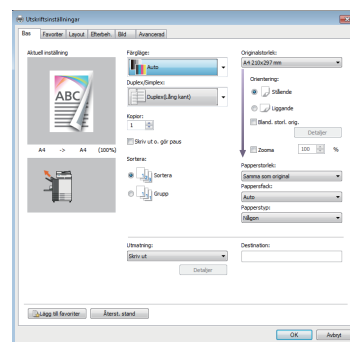 Utskriftsinställningar
Bas Favoriter Layout Efterbeh. Bild Avancerad
Aktuell inställning
ABC
A4 -> A4 (100%)
Färgläge:
Auto
Duplex/Simplex:
Duplex(Lång kant)
Kopior:
1
Skriv ut o. gör paus
Sortera:
Sortera
Grupp
Utmatning:
Skriv ut
Detaljer
Originalstorlek:
A4 210x297 mm
Orientering:
Stående
Liggande
Bland. storl. orig.
Detaljer
Zooma 100 %
Papperstorlek:
Samma som original
Pappersfack:
Auto
Papperstyp:
Någon
Destination:
Lägg till favoriter Återst. stand
OK Avbryt